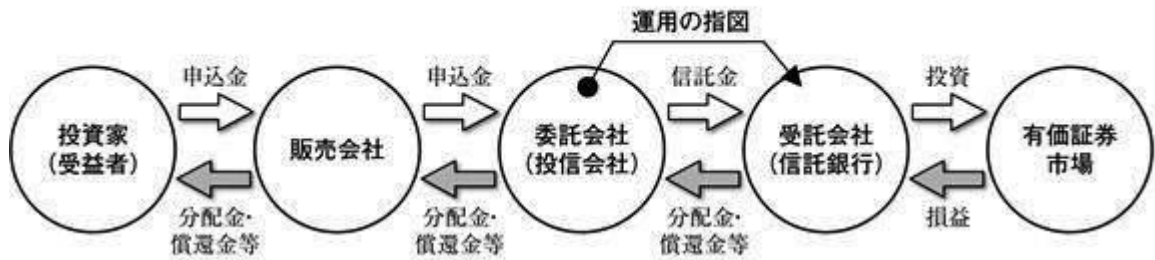 運用の指図
申込金
申込金
信託金
投資
投資家
(受益者)
販売会社
委託会社
(投信会社)
受託会社
(信託銀行)
有価証券
市場
分配金・
償還金等
分配金・
償還金等
分配金・
償還金等
損益